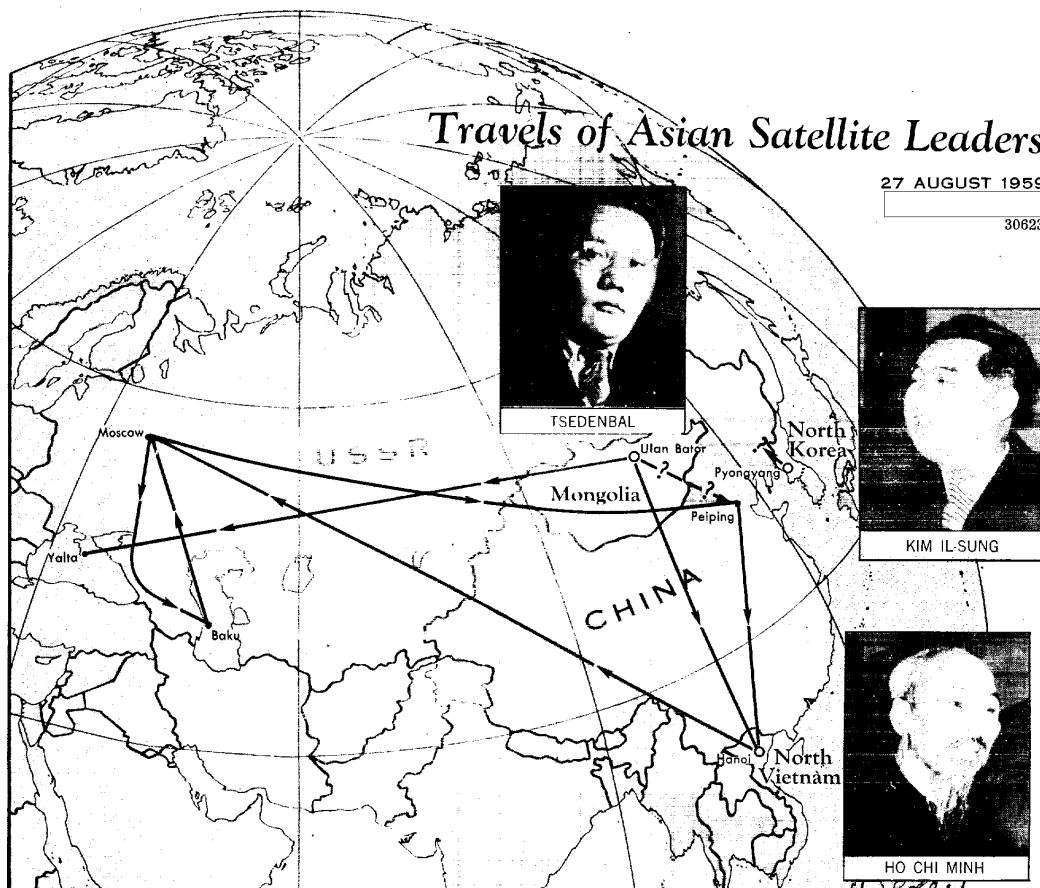 Travels of Asian Satellite Leaders
27 AUGUST 1959
30623
TSEDENBAL
North
Korea
KIM IL-SUNG
Moscow
USSR
Ulan Bator
?
?
Pyongyang
Mongolia
Peiping
Yalta
CHINA
Baku
Hanoi
North
Vietnam
HO CHI MINH